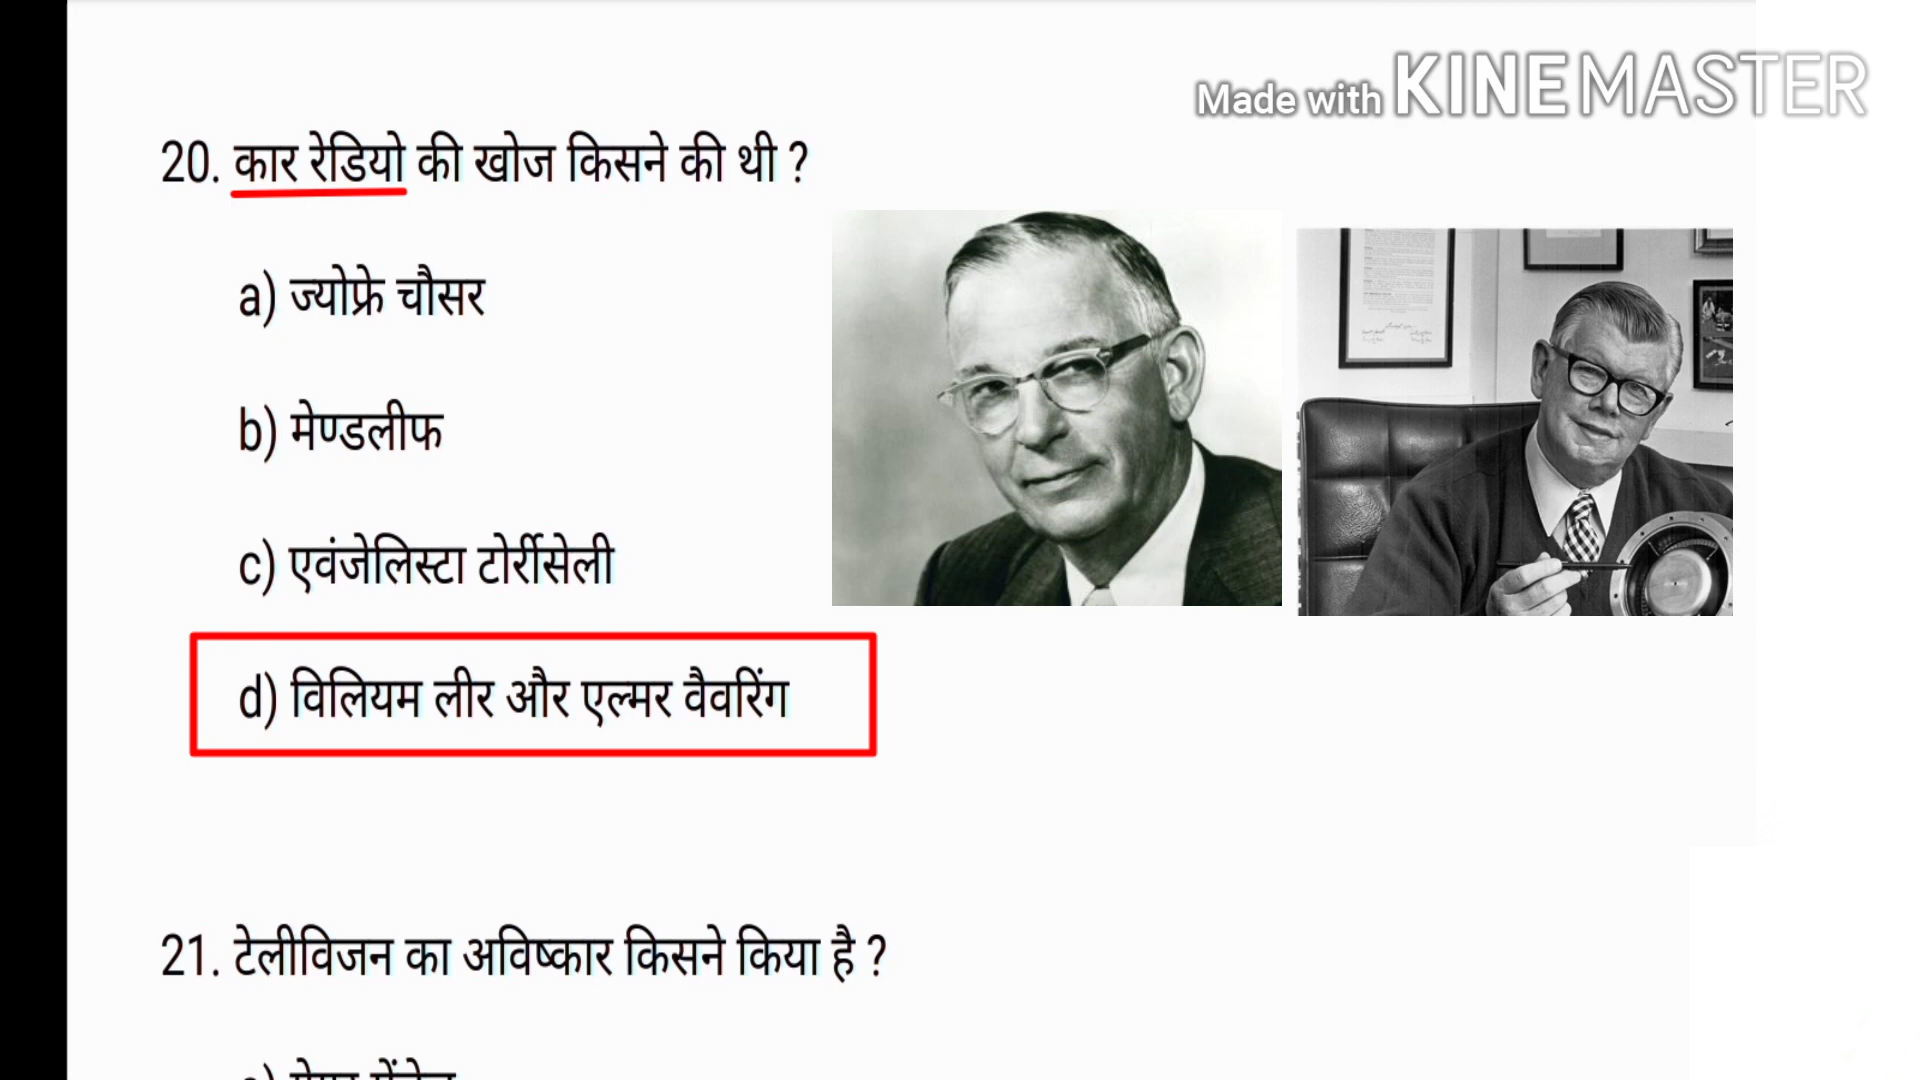 Made with KINEMASTER
20. कार रेडियो की खोज किसने की थी ?
a) ज्योफ्रे चौसर
b) मेण्डलीफ
c) एवंजेलिस्टा टोर्रीसेली
d) विलियम लीर और एल्मर वैवरिंग
21. टेलीविजन का अविष्कार किसने किया है ?